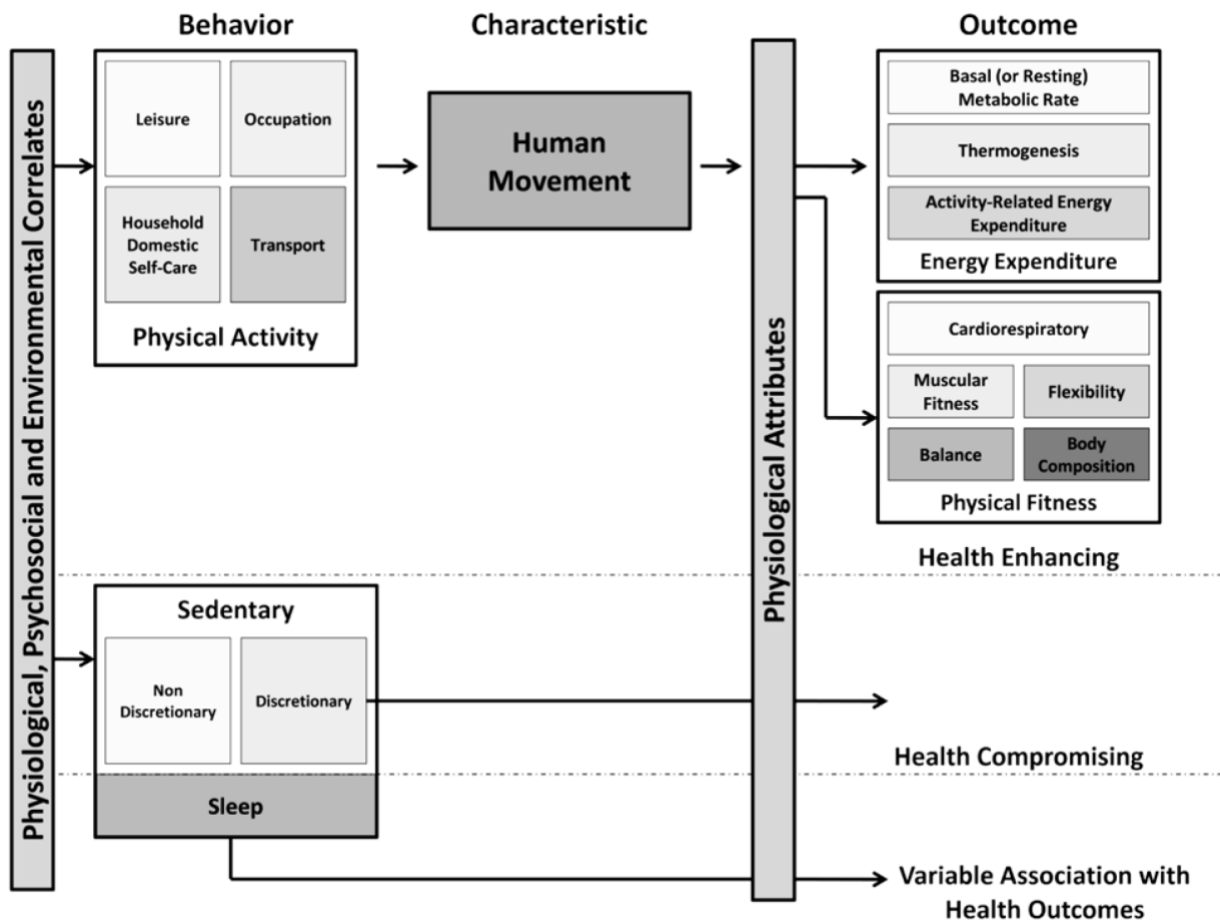 Behavior
Characteristic
Outcome
Physiological, Psychosocial and Environmental Correlates
Leisure
Occupation
Household
Domestic
Self-Care
Transport
Physical Activity
Human
Movement
Physiological Attributes
Basal (or Resting)
Metabolic Rate
Thermogenesis
Activity-Related Energy
Expenditure
Energy Expenditure
Cardiorespiratory
Muscular
Fitness
Flexibility
Balance
Body
Composition
Physical Fitness
Health Enhancing
Sedentary
Non
Discretionary
Discretionary
Health Compromising
Sleep
Variable Association with
Health Outcomes